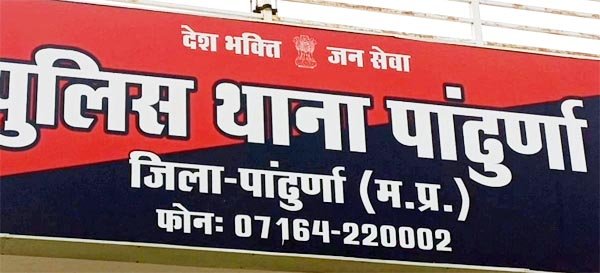 देश भक्ति जन सेवा
पुलिस थाना पांदुर्णा
जिला-पांदुर्णा (म.प्र.)
फोनः 07164-220002